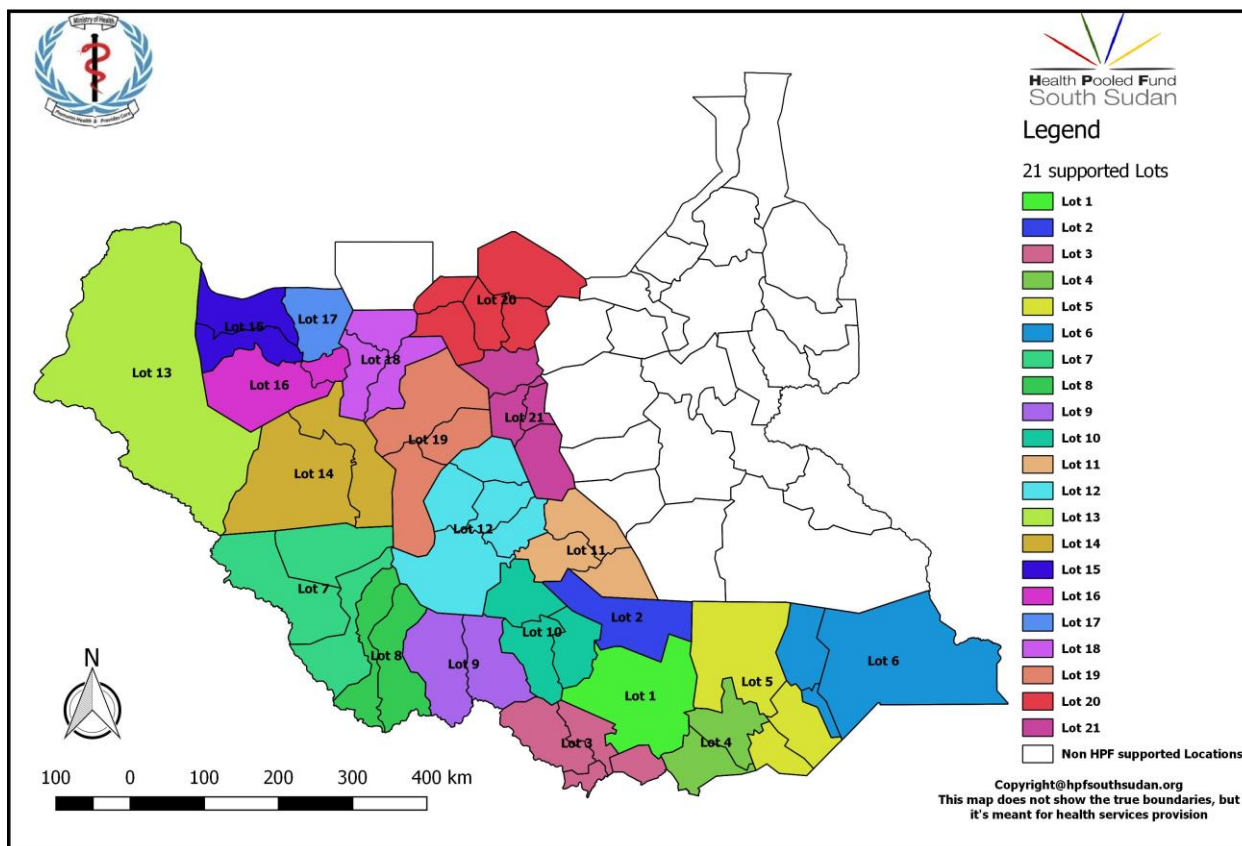 Ministry of Health
Promotes Health & Provides Care
Health Pooled Fund
South Sudan
Legend
21 supported Lots
Lot 1
Lot 2
Lot 3
Lot 4
Lot 5
Lot 6
Lot 7
Lot 8
Lot 9
Lot 10
Lot 11
Lot 12
Lot 13
Lot 14
Lot 15
Lot 16
Lot 17
Lot 18
Lot 19
Lot 20
Lot 21
Non HPF supported Locations
Lot 20
Lot 17
Lot 15
Lot 18
Lot 13
Lot 16
Lot 21
Lot 19
Lot 14
Lot 12
Lot 11
Lot 7
Lot 2
Lot 10
Lot 8
Lot 9
Lot 6
Lot 5
Lot 1
Lot 3
Lot 4
N
100 0 100 200 300 400 km
Copyright@hpfsouthsudan.org
This map does not show the true boundaries, but
it's meant for health services provision